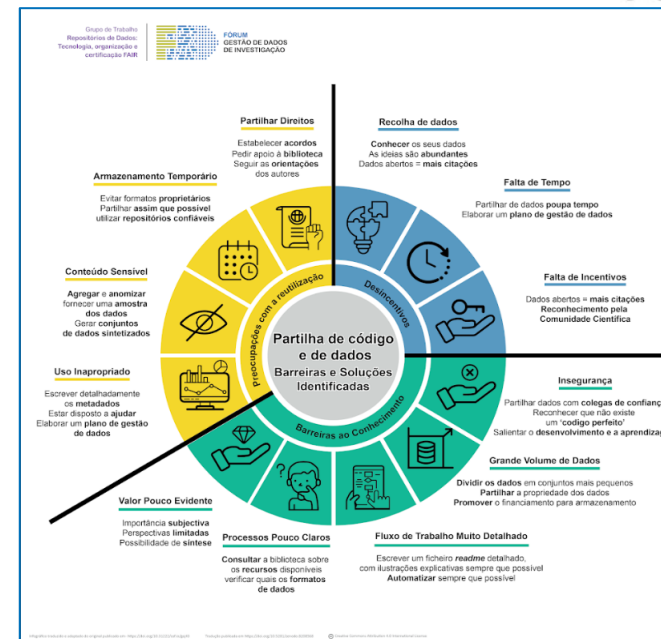 Grupo de Trabalho
Repositórios de Dados:
Tecnologia, organização e
certificação FAIR
FÓRUM
GESTÃO DE DADOS
DE INVESTIGAÇÃO
Partilhar Direitos
Estabelecer acordos
Pedir apoio à biblioteca
Seguir as orientações
dos autores
Recolha de dados
Conhecer os seus dados
As ideias são abundantes
Dados abertos = mais citações
Armazenamento Temporário
Evitar formatos proprietários
Partilhar assim que possível
utilizar repositórios confiáveis
Falta de Tempo
Partilhar de dados poupa tempo
Elaborar um plano de gestão de dados
Conteúdo Sensível
Agregar e anomizar
fornecer uma amostra
dos dados
Gerar conjuntos
de dados sintetizados
Falta de Incentivos
Dados abertos = mais citações
Reconhecimento pela
Comunidade Científica
Uso Inapropriado
Escrever detalhadamente
os metadados
Estar disposto a ajudar
Elaborar um plano de gestão
de dados
Preocupações com a reutilização
Desincentivos
Barreiras ao Conhecimento
Partilha de código
e de dados
Barreiras e Soluções
Identificadas
Insegurança
Partilhar dados com colegas de confianç
Reconhecer que não existe
um 'codigo perfeito'
Salientar o desenvolvimento e a aprendiza
Grande Volume de Dados
Dividir os dados em conjuntos mais pequenos
Partilhar a propriedade dos dados
Promover o financiamento para armazenamento
Valor Pouco Evidente
Importância subjectiva
Perspectivas limitadas
Possibilidade de síntese
Processos Pouco Claros
Consultar a biblioteca sobre
os recursos disponíveis
verificar quais os formatos
de dados
Fluxo de Trabalho Muito Detalhado
Escrever um ficheiro readme detalhado,
com ilustrações explicativas sempre que possível
Automatizar sempre que possível